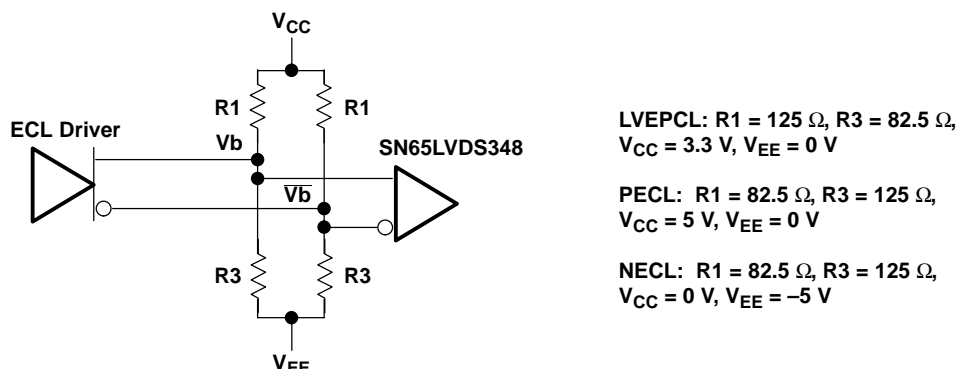 VCC
R1 R1
ECL Driver
Vb
SN65LVDS348
Vb
R3 R3
VEE
LVEPCL: R1 = 125 Ω, R3 = 82.5 Ω,
VCC = 3.3 V, VEE = 0 V
PECL: R1 = 82.5 Ω, R3 = 125 Ω,
VCC = 5 V, VEE = 0 V
NECL: R1 = 82.5 Ω, R3 = 125 Ω,
VCC = 0 V, VEE = –5 V